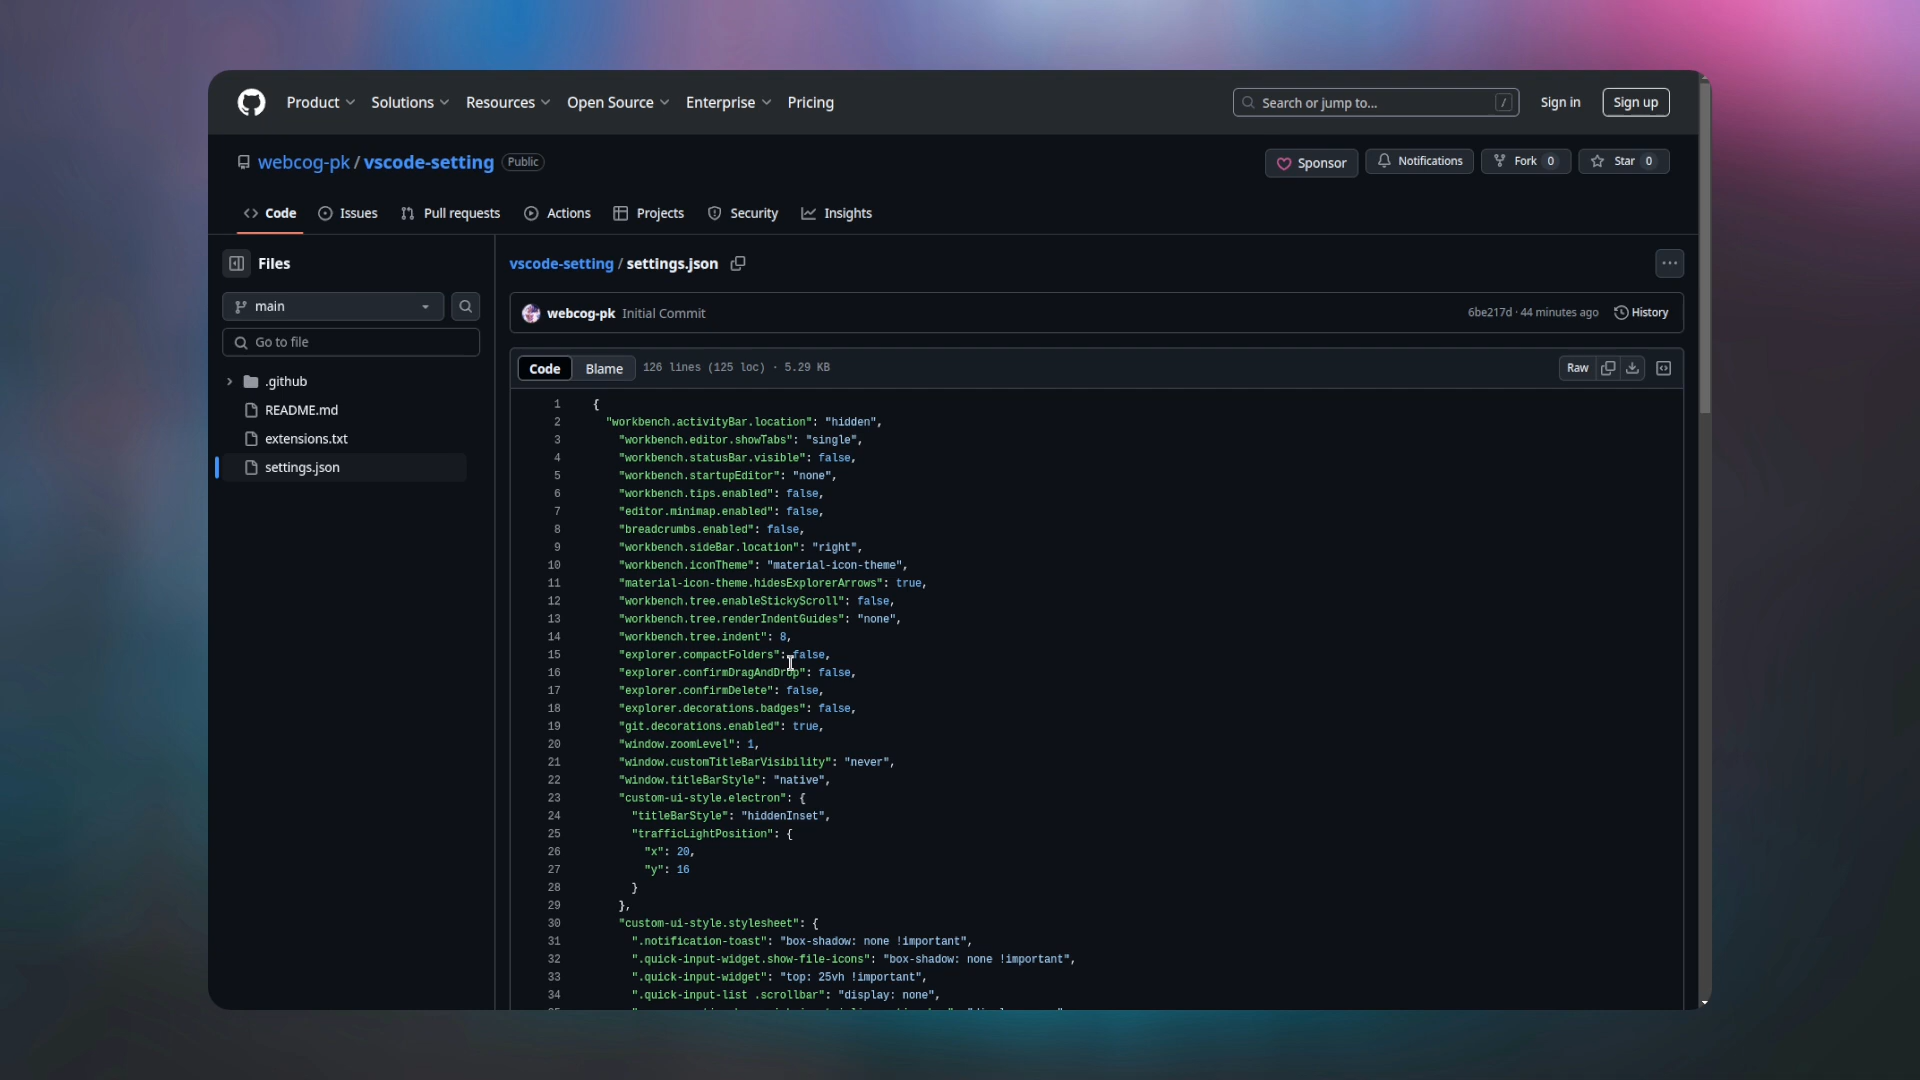 Product Solutions Resources Open Source Enterprise Pricing Search or jump to... / Sign in Sign up
webcog-pk / vscode-setting Public Sponsor Notifications Fork 0 Star 0
Code Issues Pull requests Actions Projects Security Insights
Files
main
Go to file
.github
README.md
extensions.txt
settings.json
vscode-setting / settings.json
webcog-pk Initial Commit 6be217d · 44 minutes ago History
Code Blame 126 lines (125 loc) · 5.29 KB Raw
1 {
2 "workbench.activityBar.location": "hidden",
3 "workbench.editor.showTabs": "single",
4 "workbench.statusBar.visible": false,
5 "workbench.startupEditor": "none",
6 "workbench.tips.enabled": false,
7 "editor.minimap.enabled": false,
8 "breadcrumbs.enabled": false,
9 "workbench.sideBar.location": "right",
10 "workbench.iconTheme": "material-icon-theme",
11 "material-icon-theme.hidesExplorerArrows": true,
12 "workbench.tree.enableStickyScroll": false,
13 "workbench.tree.renderIndentGuides": "none",
14 "workbench.tree.indent": 8,
15 "explorer.compactFolders": false,
16 "explorer.confirmDragAndDrop": false,
17 "explorer.confirmDelete": false,
18 "explorer.decorations.badges": false,
19 "git.decorations.enabled": true,
20 "window.zoomLevel": 1,
21 "window.customTitleBarVisibility": "never",
22 "window.titleBarStyle": "native",
23 "custom-ui-style.electron": {
24 "titleBarStyle": "hiddenInset",
25 "trafficLightPosition": {
26 "x": 20,
27 "y": 16
28 }
29 },
30 "custom-ui-style.stylesheet": {
31 ".notification-toast": "box-shadow: none !important",
32 ".quick-input-widget.show-file-icons": "box-shadow: none !important",
33 ".quick-input-widget": "top: 25vh !important",
34 ".quick-input-list .scrollbar": "display: none",